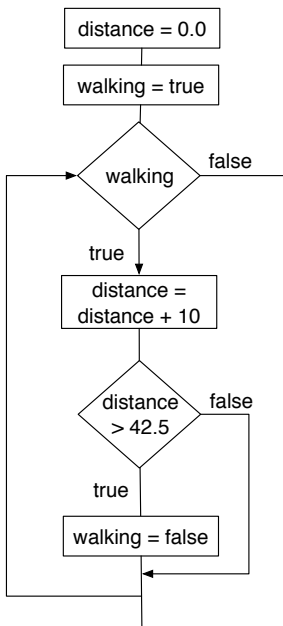 distance = 0.0
walking = true
walking
false
true
distance =
distance + 10
distance
> 42.5
false
true
walking = false